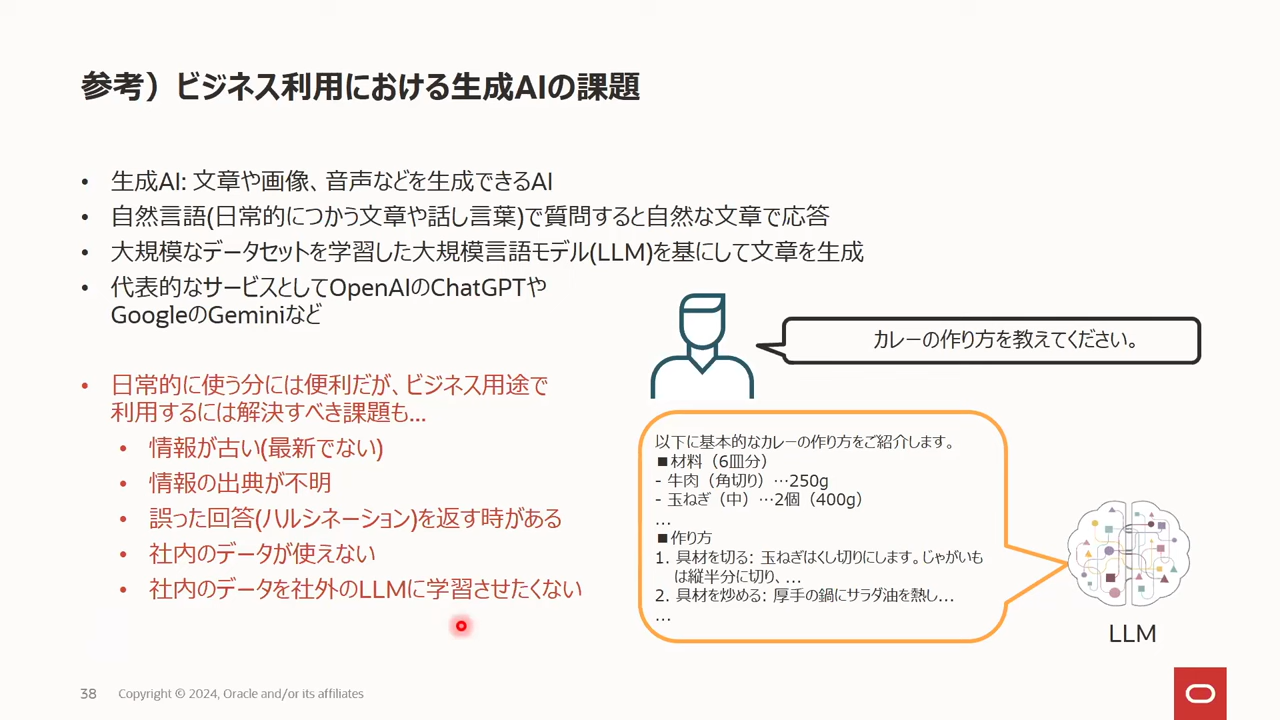 参考）ビジネス利用における生成AIの課題
• 生成AI: 文章や画像、音声などを生成できるAI
• 自然言語(日常的につかう文章や話し言葉)で質問すると自然な文章で応答
• 大規模なデータセットを学習した大規模言語モデル(LLM)を基にして文章を生成
• 代表的なサービスとしてOpenAIのChatGPTや
GoogleのGeminiなど
• 日常的に使う分には便利だが、ビジネス用途で
利用するには解決すべき課題も...
• 情報が古い(最新でない)
• 情報の出典が不明
• 誤った回答(ハルシネーション)を返す時がある
• 社内のデータが使えない
• 社内のデータを社外のLLMに学習させたくない
カレーの作り方を教えてください。
以下に基本的なカレーの作り方をご紹介します。
■材料（6皿分）
- 牛肉（角切り）…250g
- 玉ねぎ（中）…2個（400g）
...
■作り方
1. 具材を切る: 玉ねぎはくし切りにします。じゃがいも
は縦半分に切り、...
2. 具材を炒める: 厚手の鍋にサラダ油を熱し...
...
LLM
38 Copyright © 2024, Oracle and/or its affiliates